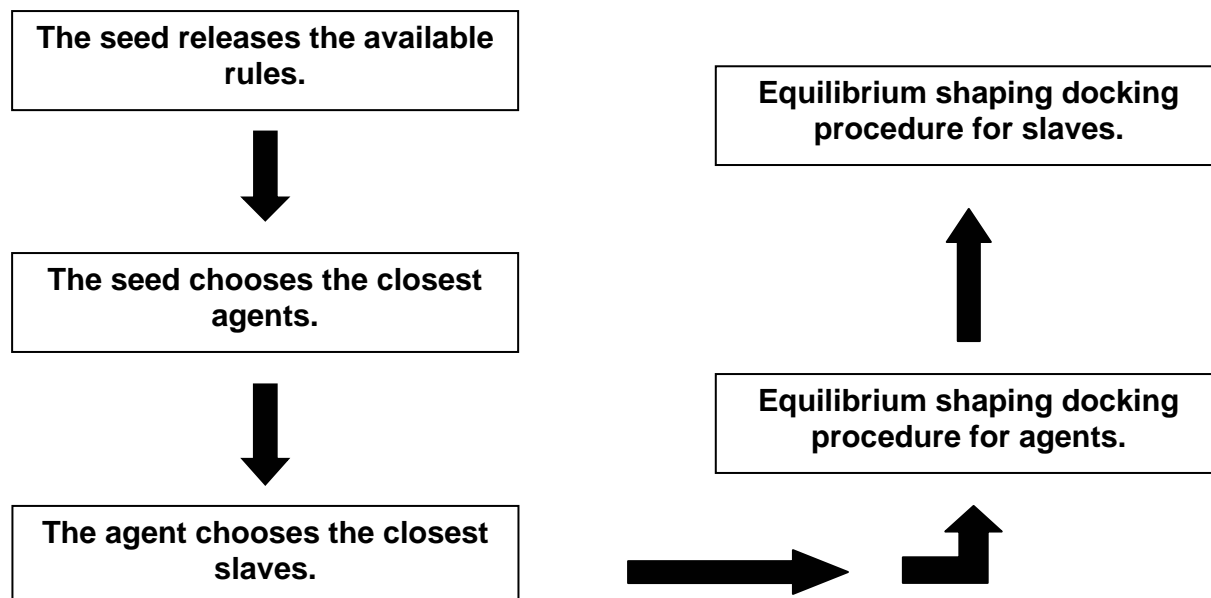 The seed releases the available
rules.
The seed chooses the closest
agents.
The agent chooses the closest
slaves.
Equilibrium shaping docking
procedure for agents.
Equilibrium shaping docking
procedure for slaves.